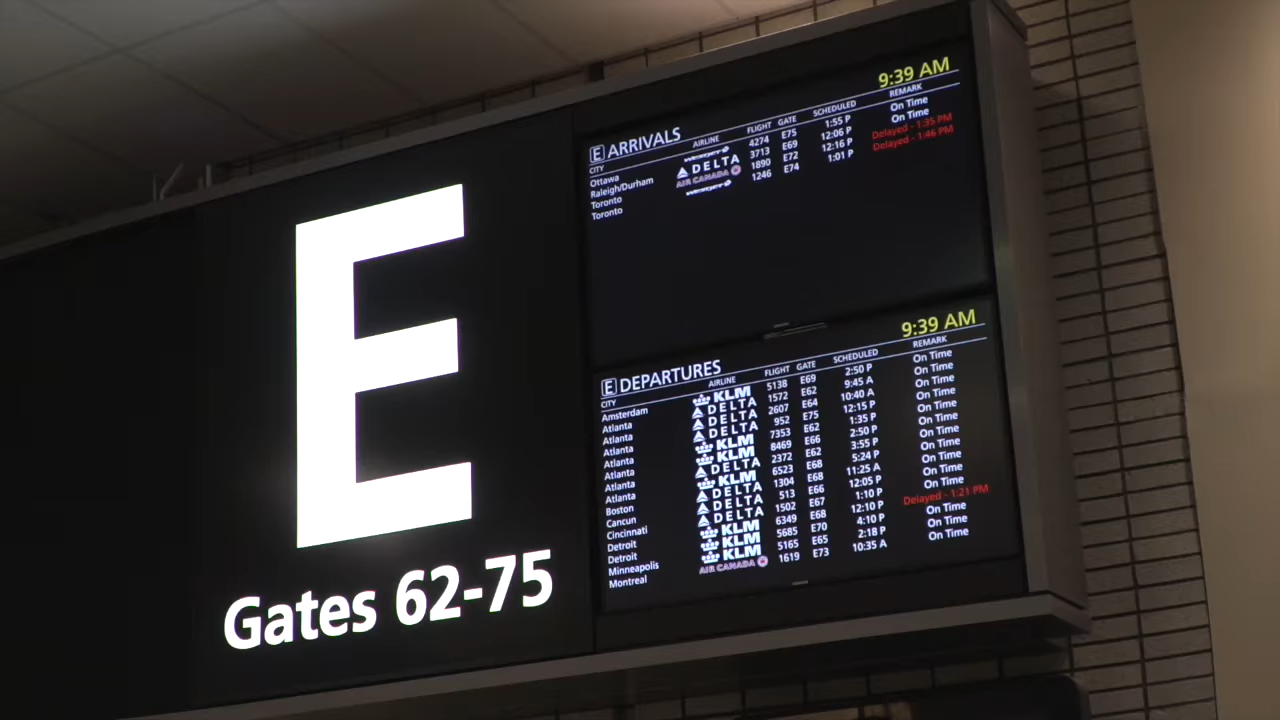 E
Gates 62-75
9:39 AM
E ARRIVALS
CITY AIRLINE FLIGHT GATE SCHEDULED REMARK
Ottawa WESTJET 4274 E75 1:55 P On Time
Raleigh/Durham DELTA 3713 E69 12:06 P On Time
Toronto AIR CANADA 1890 E72 12:16 P Delayed - 1:35 PM
Toronto WESTJET 1246 E74 1:01 P Delayed - 1:46 PM
9:39 AM
E DEPARTURES
CITY AIRLINE FLIGHT GATE SCHEDULED REMARK
Amsterdam KLM 5138 E69 2:50 P On Time
Atlanta DELTA 1572 E62 9:45 A On Time
Atlanta DELTA 2607 E64 10:40 A On Time
Atlanta DELTA 952 E75 12:15 P On Time
Atlanta KLM 7353 E62 1:35 P On Time
Atlanta KLM 8469 E66 2:50 P On Time
Atlanta DELTA 2372 E62 3:55 P On Time
Atlanta KLM 6523 E68 5:24 P On Time
Boston DELTA 1304 E68 11:25 A On Time
Cancun DELTA 513 E66 12:05 P On Time
Cincinnati DELTA 1502 E67 1:10 P On Time
Detroit KLM 6349 E68 12:10 P Delayed - 1:21 PM
Detroit KLM 5685 E70 4:10 P On Time
Minneapolis KLM 5165 E65 2:18 P On Time
Montreal AIR CANADA 1619 E73 10:35 A On Time